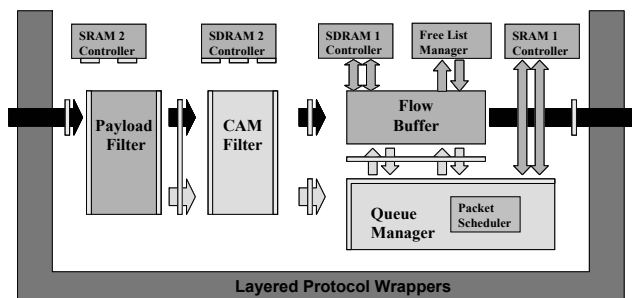 SRAM 2
Controller
SDRAM 2
Controller
SDRAM 1
Controller
Free List
Manager
SRAM 1
Controller
Payload
Filter
CAM
Filter
Flow
Buffer
Queue
Manager
Packet
Scheduler
Layered Protocol Wrappers